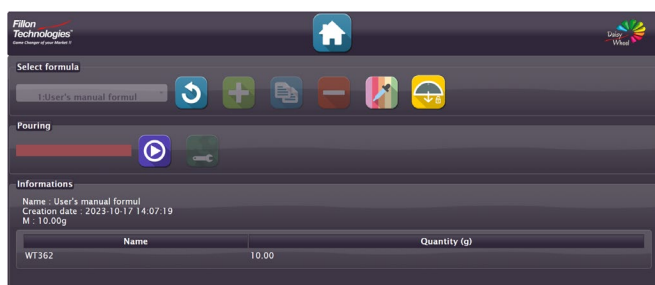 Fillon
Technologies
Game Changer of your Market !!
Daisy
Wheel
Select formula
1:User's manual formul
Pouring
Informations
Name : User's manual formul
Creation date : 2023-10-17 14:07:19
M : 10.00g
Name Quantity (g)
WT362 10.00